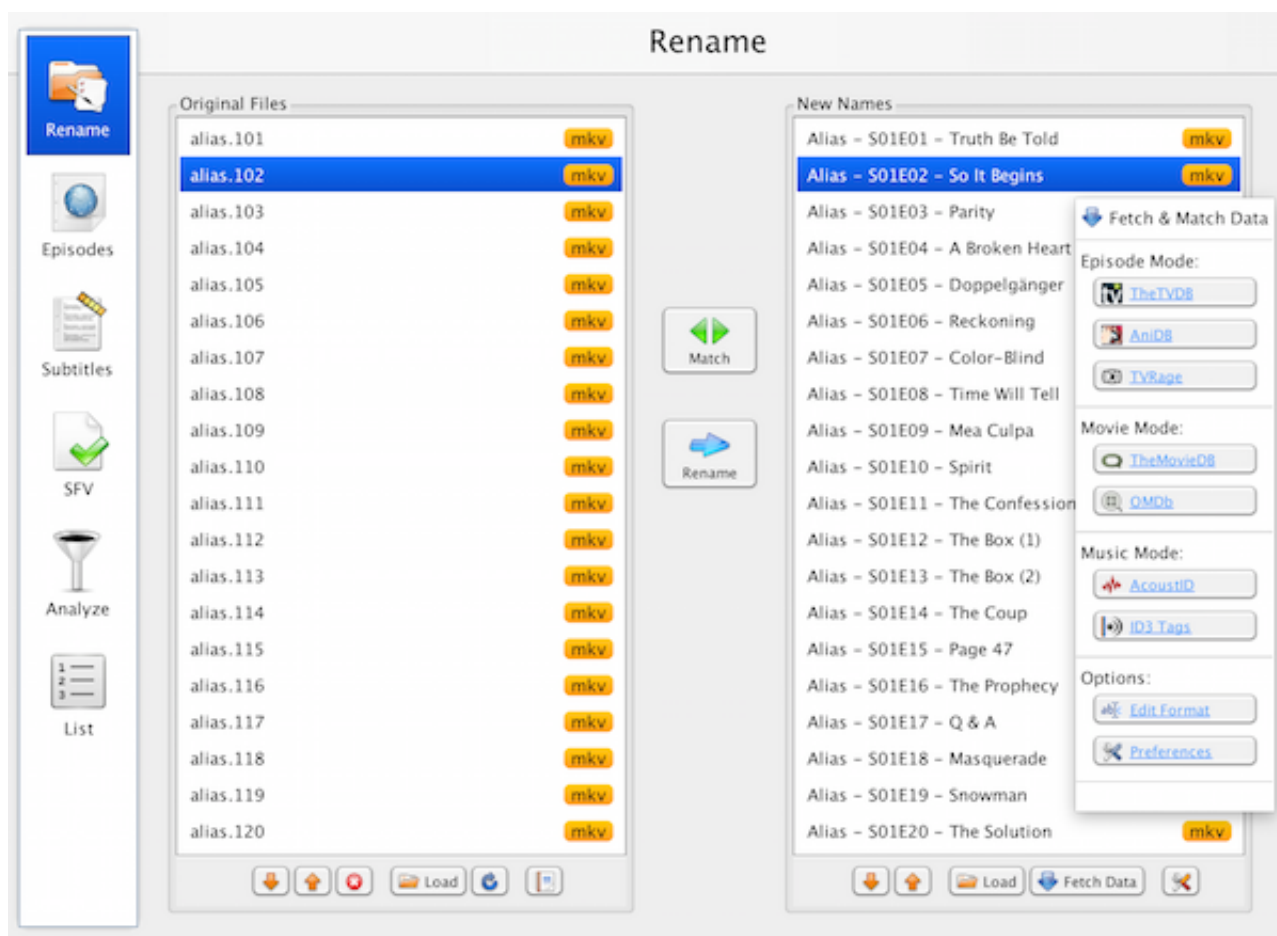 Rename
Rename
Episodes
Subtitles
SFV
Analyze
1
2
3
List
Original Files
alias.101 mkv
alias.102 mkv
alias.103 mkv
alias.104 mkv
alias.105 mkv
alias.106 mkv
alias.107 mkv
alias.108 mkv
alias.109 mkv
alias.110 mkv
alias.111 mkv
alias.112 mkv
alias.113 mkv
alias.114 mkv
alias.115 mkv
alias.116 mkv
alias.117 mkv
alias.118 mkv
alias.119 mkv
alias.120 mkv
Load
Match
Rename
New Names
Alias - S01E01 - Truth Be Told mkv
Alias - S01E02 - So It Begins mkv
Alias - S01E03 - Parity
Alias - S01E04 - A Broken Heart
Alias - S01E05 - Doppelgänger
Alias - S01E06 - Reckoning
Alias - S01E07 - Color-Blind
Alias - S01E08 - Time Will Tell
Alias - S01E09 - Mea Culpa
Alias - S01E10 - Spirit
Alias - S01E11 - The Confession
Alias - S01E12 - The Box (1)
Alias - S01E13 - The Box (2)
Alias - S01E14 - The Coup
Alias - S01E15 - Page 47
Alias - S01E16 - The Prophecy
Alias - S01E17 - Q & A
Alias - S01E18 - Masquerade
Alias - S01E19 - Snowman
Alias - S01E20 - The Solution mkv
Load Fetch Data
Fetch & Match Data
Episode Mode:
TheTVDB
AniDB
TVRage
Movie Mode:
TheMovieDB
OMDb
Music Mode:
AcoustID
ID3 Tags
Options:
Edit Format
Preferences